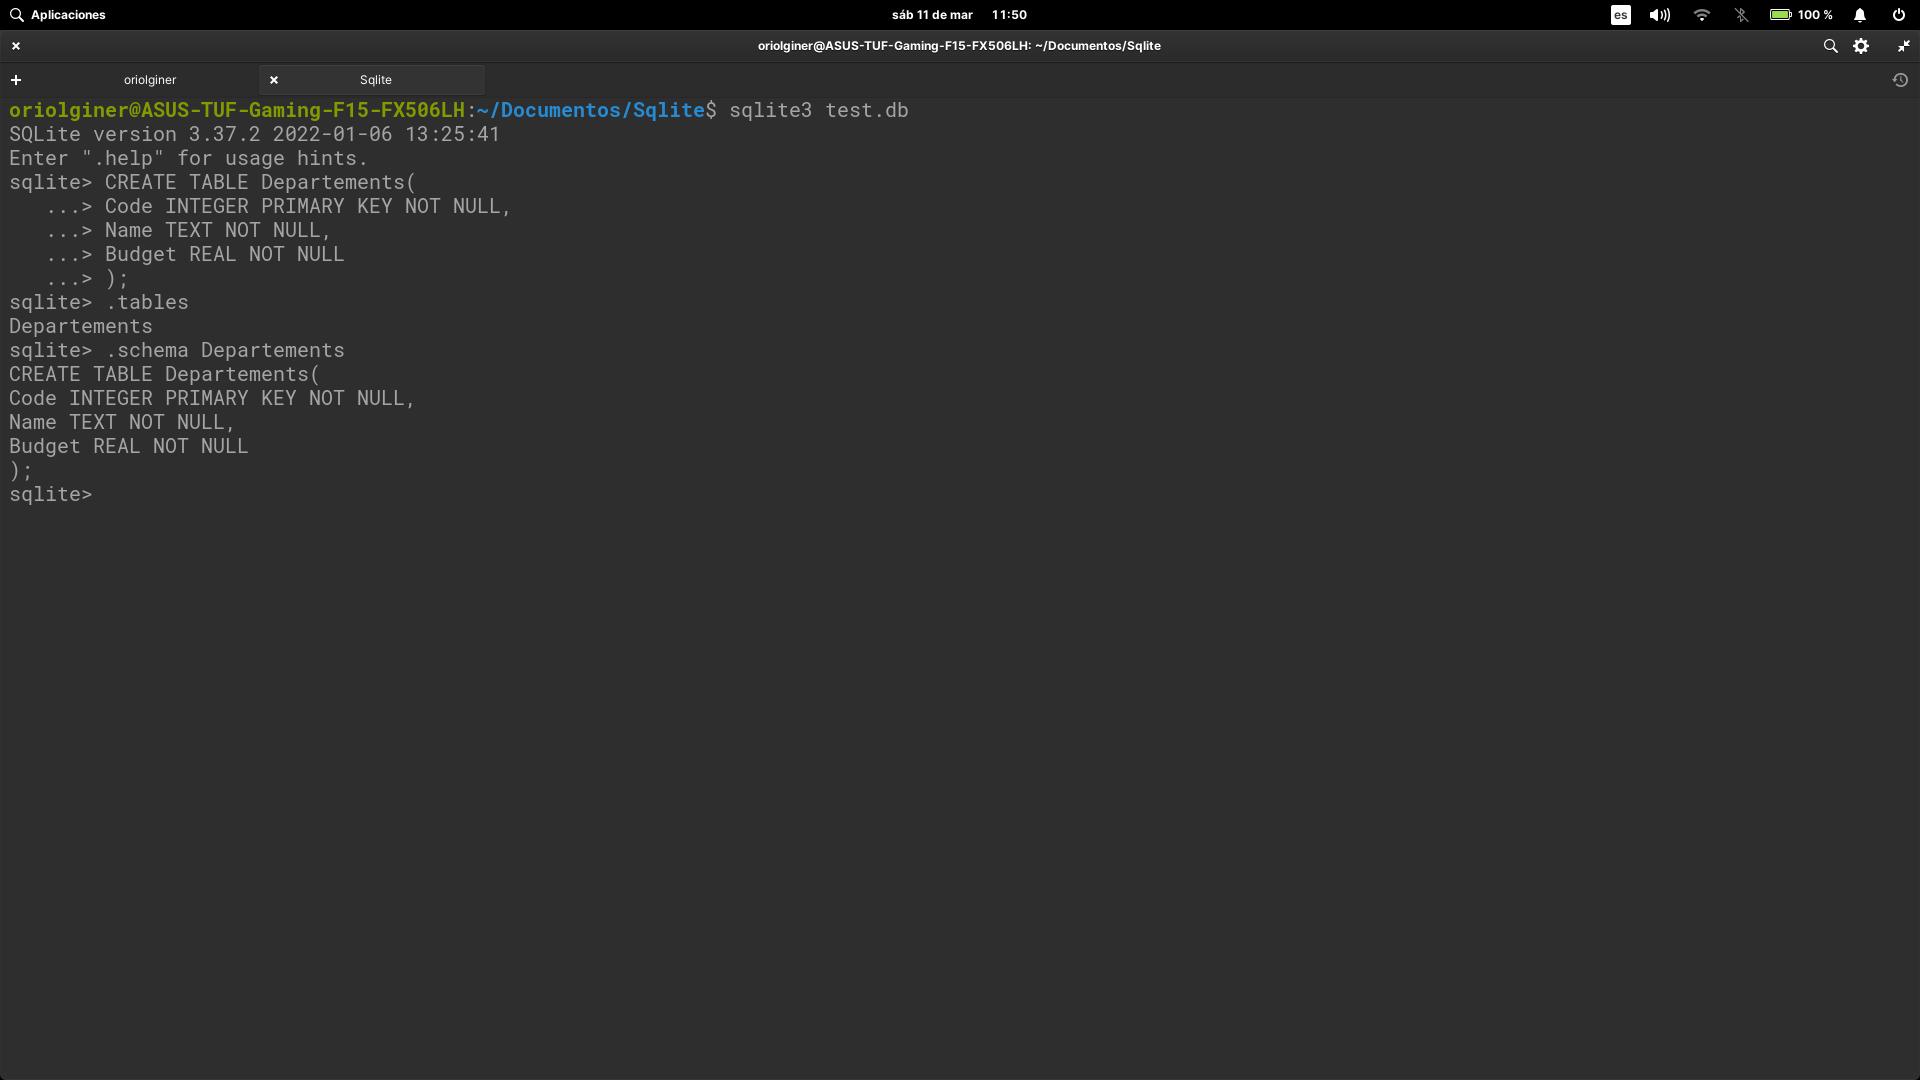 Aplicaciones sáb 11 de mar 11:50 es 100 %
oriolginer@ASUS-TUF-Gaming-F15-FX506LH: ~/Documentos/Sqlite
oriolginer Sqlite
oriolginer@ASUS-TUF-Gaming-F15-FX506LH:~/Documentos/Sqlite$ sqlite3 test.db
SQLite version 3.37.2 2022-01-06 13:25:41
Enter ".help" for usage hints.
sqlite> CREATE TABLE Departements(
   ...> Code INTEGER PRIMARY KEY NOT NULL,
   ...> Name TEXT NOT NULL,
   ...> Budget REAL NOT NULL
   ...> );
sqlite> .tables
Departements
sqlite> .schema Departements
CREATE TABLE Departements(
Code INTEGER PRIMARY KEY NOT NULL,
Name TEXT NOT NULL,
Budget REAL NOT NULL
);
sqlite>